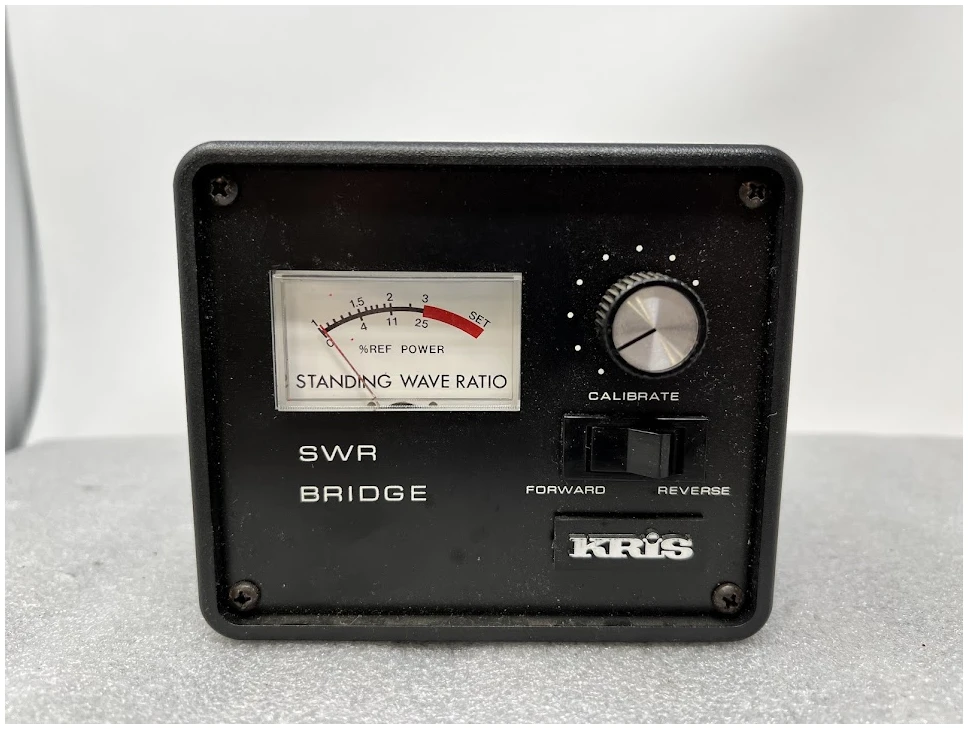 1 1.5 2 3 SET
0 4 11 25
%REF POWER
STANDING WAVE RATIO
CALIBRATE
SWR
BRIDGE
FORWARD REVERSE
KRiS